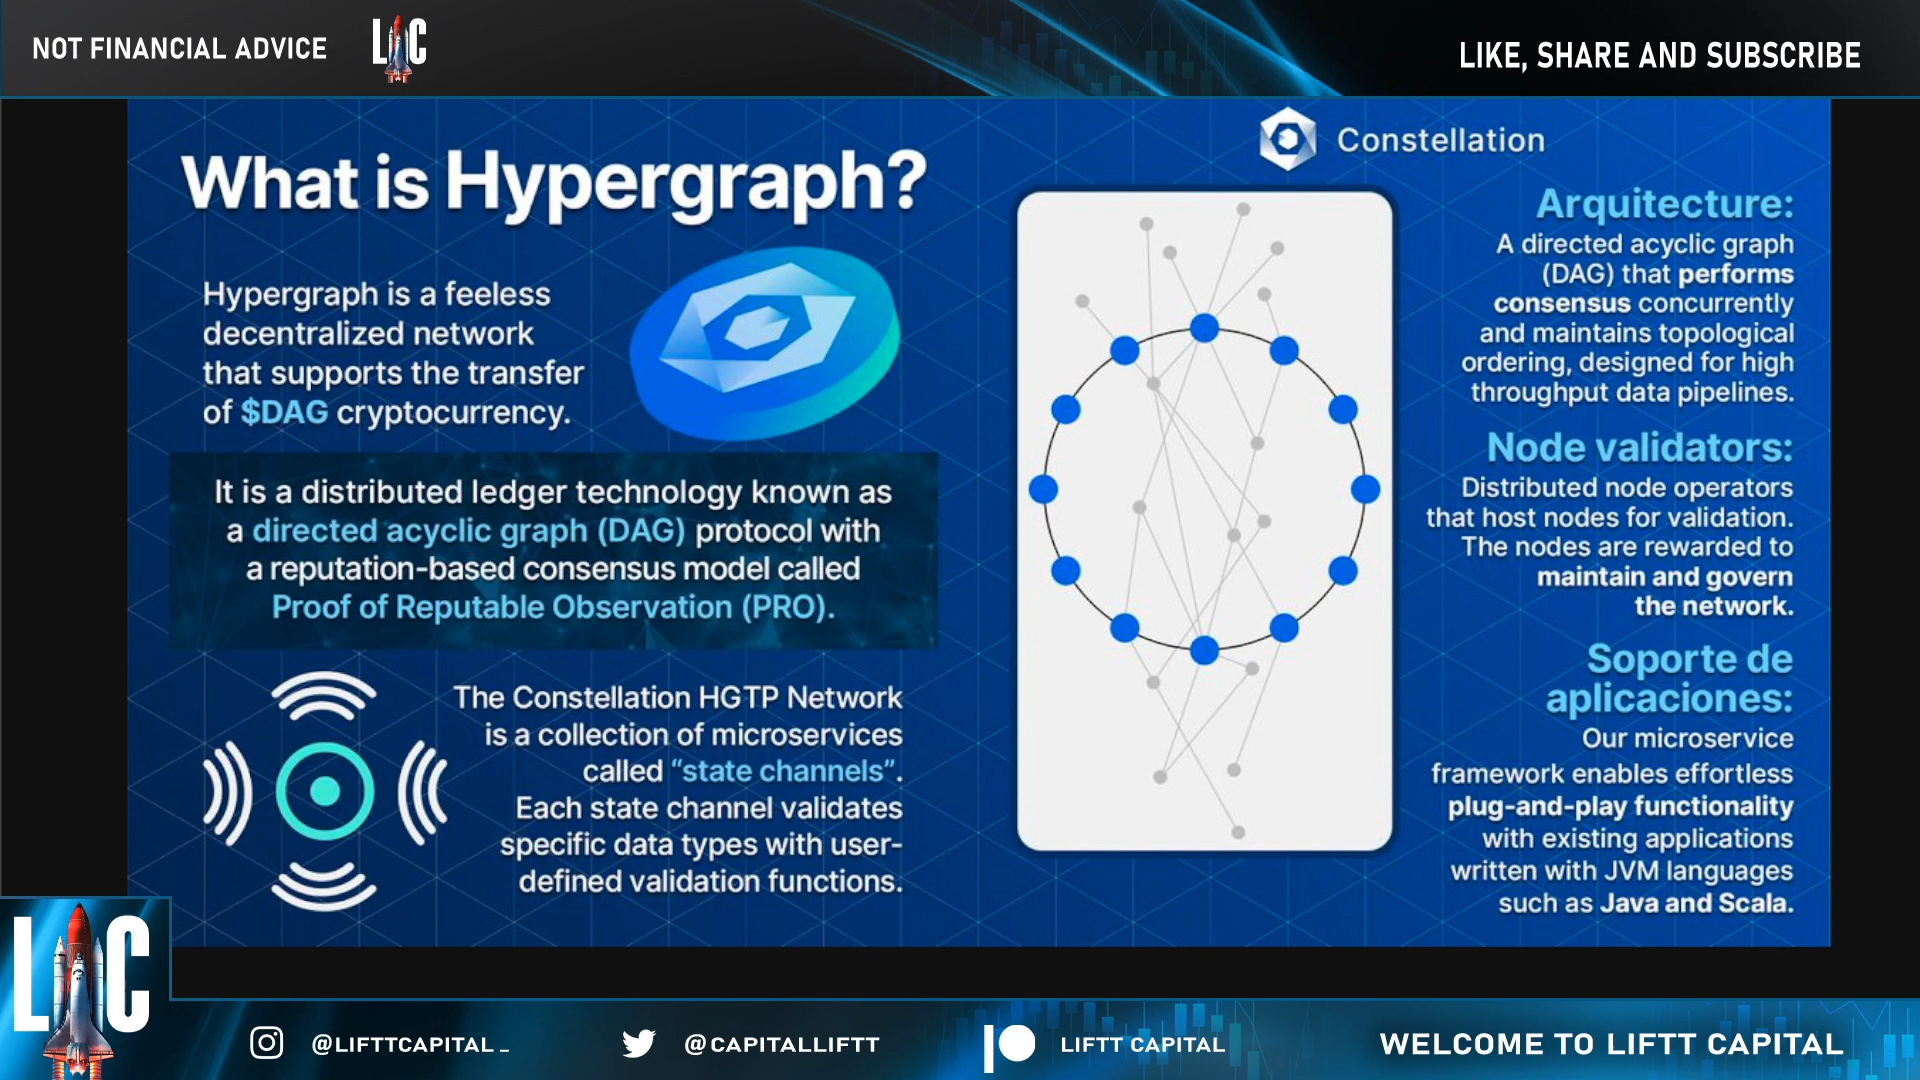 NOT FINANCIAL ADVICE
LC
LIKE, SHARE AND SUBSCRIBE
What is Hypergraph?
Hypergraph is a feeless
decentralized network
that supports the transfer
of $DAG cryptocurrency.
It is a distributed ledger technology known as
a directed acyclic graph (DAG) protocol with
a reputation-based consensus model called
Proof of Reputable Observation (PRO).
The Constellation HGTP Network
is a collection of microservices
called “state channels”.
Each state channel validates
specific data types with user-
defined validation functions.
Constellation
Arquitecture:
A directed acyclic graph
(DAG) that performs
consensus concurrently
and maintains topological
ordering, designed for high
throughput data pipelines.
Node validators:
Distributed node operators
that host nodes for validation.
The nodes are rewarded to
maintain and govern
the network.
Soporte de
aplicaciones:
Our microservice
framework enables effortless
plug-and-play functionality
with existing applications
written with JVM languages
such as Java and Scala.
LC
@LIFTTCAPITAL_
@CAPITALLIFTT
LIFTT CAPITAL
WELCOME TO LIFTT CAPITAL